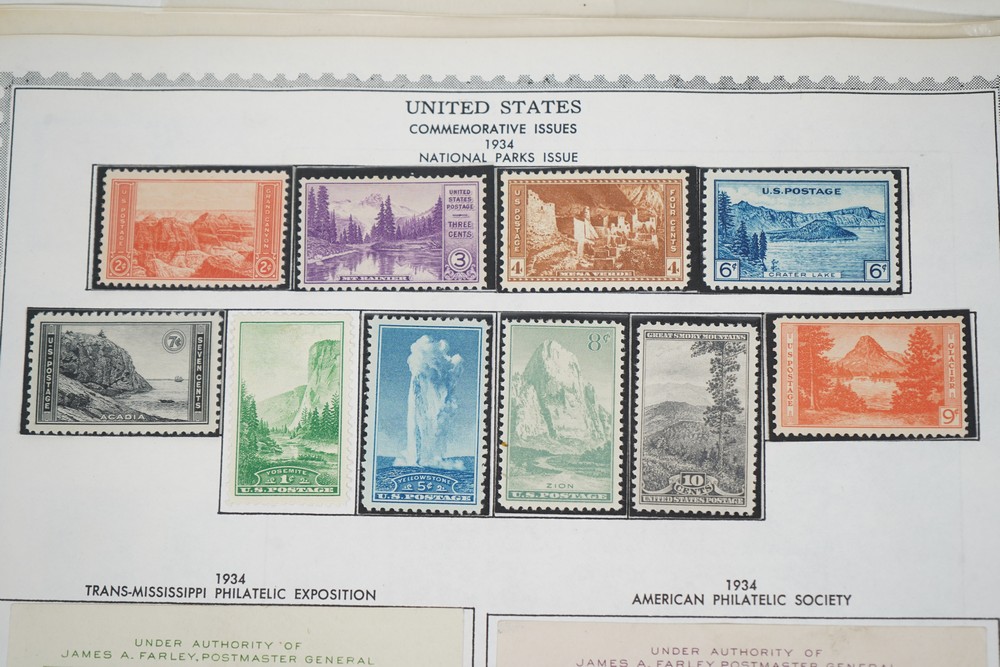 UNITED STATES
COMMEMORATIVE ISSUES
1934
NATIONAL PARKS ISSUE
U.S. POSTAGE
GRAND CANYON
2¢ 2¢
UNITED
STATES
POSTAGE
THREE
CENTS
3
MT. RAINIER
U.S. POSTAGE
FOUR CENTS
4 4
MESA VERDE
U.S. POSTAGE
6¢ 6¢
CRATER LAKE
U.S. POSTAGE
7¢
SEVEN CENTS
ACADIA
YOSEMITE
1¢
U.S. POSTAGE
YELLOWSTONE
5¢
U.S. POSTAGE
8¢
ZION
U.S. POSTAGE
GREAT SMOKY MOUNTAINS
10
CENTS
UNITED STATES POSTAGE
U.S. POSTAGE
GLACIER
9¢
1934
TRANS-MISSISSIPPI PHILATELIC EXPOSITION
1934
AMERICAN PHILATELIC SOCIETY
UNDER AUTHORITY OF
JAMES A. FARLEY, POSTMASTER GENERAL
UNDER AUTHORITY OF
JAMES A. FARLEY, POSTMASTER GENERAL